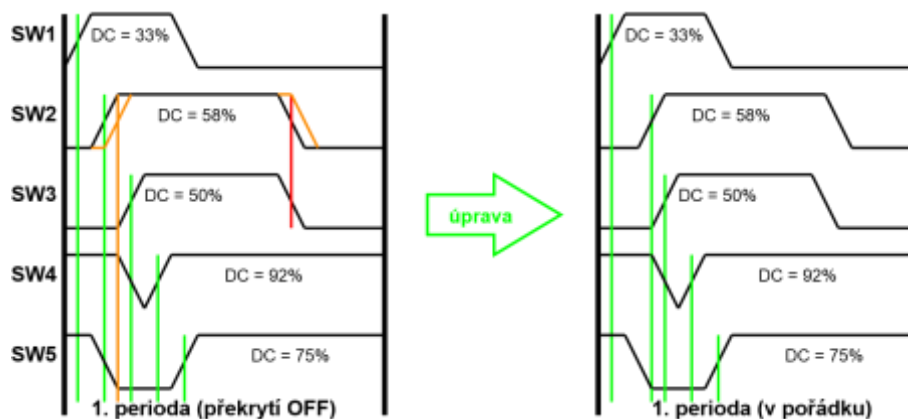 SW1
DC = 33%
SW2
DC = 58%
SW3
DC = 50%
SW4
DC = 92%
SW5
DC = 75%
1. perioda (překrytí OFF)
úprava
DC = 33%
DC = 58%
DC = 50%
DC = 92%
DC = 75%
1. perioda (v pořádku)